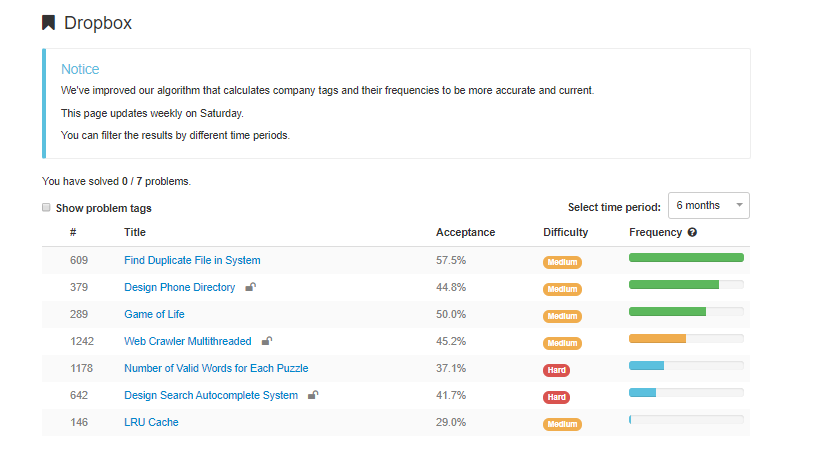 Dropbox
Notice
We've improved our algorithm that calculates company tags and their frequencies to be more accurate and current.
This page updates weekly on Saturday.
You can filter the results by different time periods.
You have solved 0 / 7 problems.
Show problem tags Select time period: 6 months
# Title Acceptance Difficulty Frequency ?
609 Find Duplicate File in System 57.5% Medium
379 Design Phone Directory 44.8% Medium
289 Game of Life 50.0% Medium
1242 Web Crawler Multithreaded 45.2% Medium
1178 Number of Valid Words for Each Puzzle 37.1% Hard
642 Design Search Autocomplete System 41.7% Hard
146 LRU Cache 29.0% Medium